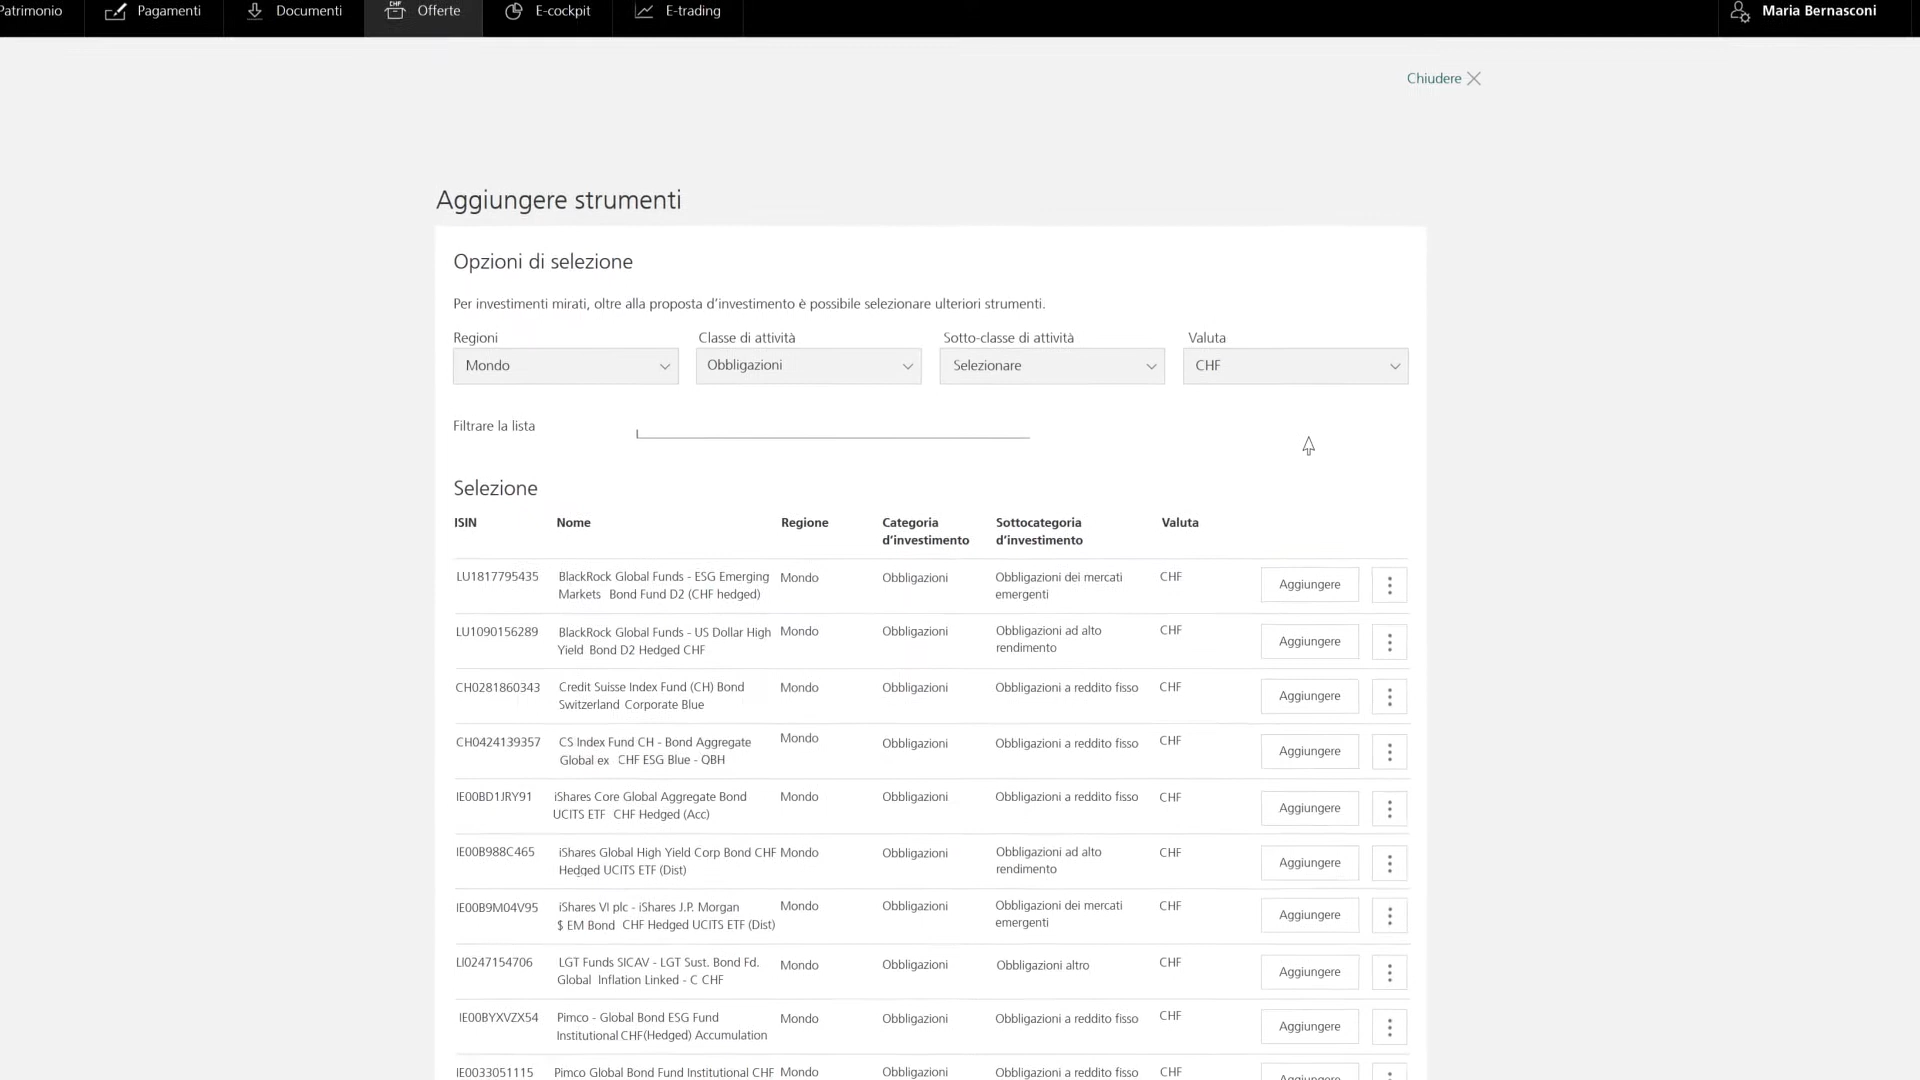 Patrimonio
Pagamenti
Documenti
CHF
Offerte
E-cockpit
E-trading
Maria Bernasconi
Chiudere
Aggiungere strumenti
Opzioni di selezione
Per investimenti mirati, oltre alla proposta d'investimento è possibile selezionare ulteriori strumenti.
Regioni Classe di attività Sotto-classe di attività Valuta
Mondo Obbligazioni Selezionare CHF
Filtrare la lista
Selezione
ISIN Nome Regione Categoria Sottocategoria Valuta
d'investimento d'investimento
LU1817795435 BlackRock Global Funds - ESG Emerging Mondo Obbligazioni Obbligazioni dei mercati CHF Aggiungere
Markets Bond Fund D2 (CHF hedged) emergenti
LU1090156289 BlackRock Global Funds - US Dollar High Mondo Obbligazioni Obbligazioni ad alto CHF Aggiungere
Yield Bond D2 Hedged CHF rendimento
CH0281860343 Credit Suisse Index Fund (CH) Bond Mondo Obbligazioni Obbligazioni a reddito fisso CHF Aggiungere
Switzerland Corporate Blue
CH0424139357 CS Index Fund CH - Bond Aggregate Mondo Obbligazioni Obbligazioni a reddito fisso CHF Aggiungere
Global ex CHF ESG Blue - QBH
IE00BD1JRY91 iShares Core Global Aggregate Bond Mondo Obbligazioni Obbligazioni a reddito fisso CHF Aggiungere
UCITS ETF CHF Hedged (Acc)
IE00B988C465 iShares Global High Yield Corp Bond CHF Mondo Obbligazioni Obbligazioni ad alto CHF Aggiungere
Hedged UCITS ETF (Dist) rendimento
IE00B9M04V95 iShares VI plc - iShares J.P. Morgan Mondo Obbligazioni Obbligazioni dei mercati CHF Aggiungere
$ EM Bond CHF Hedged UCITS ETF (Dist) emergenti
LI0247154706 LGT Funds SICAV - LGT Sust. Bond Fd. Mondo Obbligazioni Obbligazioni altro CHF Aggiungere
Global Inflation Linked - C CHF
IE00BYXVZX54 Pimco - Global Bond ESG Fund Mondo Obbligazioni Obbligazioni a reddito fisso CHF Aggiungere
Institutional CHF(Hedged) Accumulation
IE0033051115 Pimco Global Bond Fund Institutional CHF Mondo Obbligazioni Obbligazioni a reddito fisso CHF Aggiungere